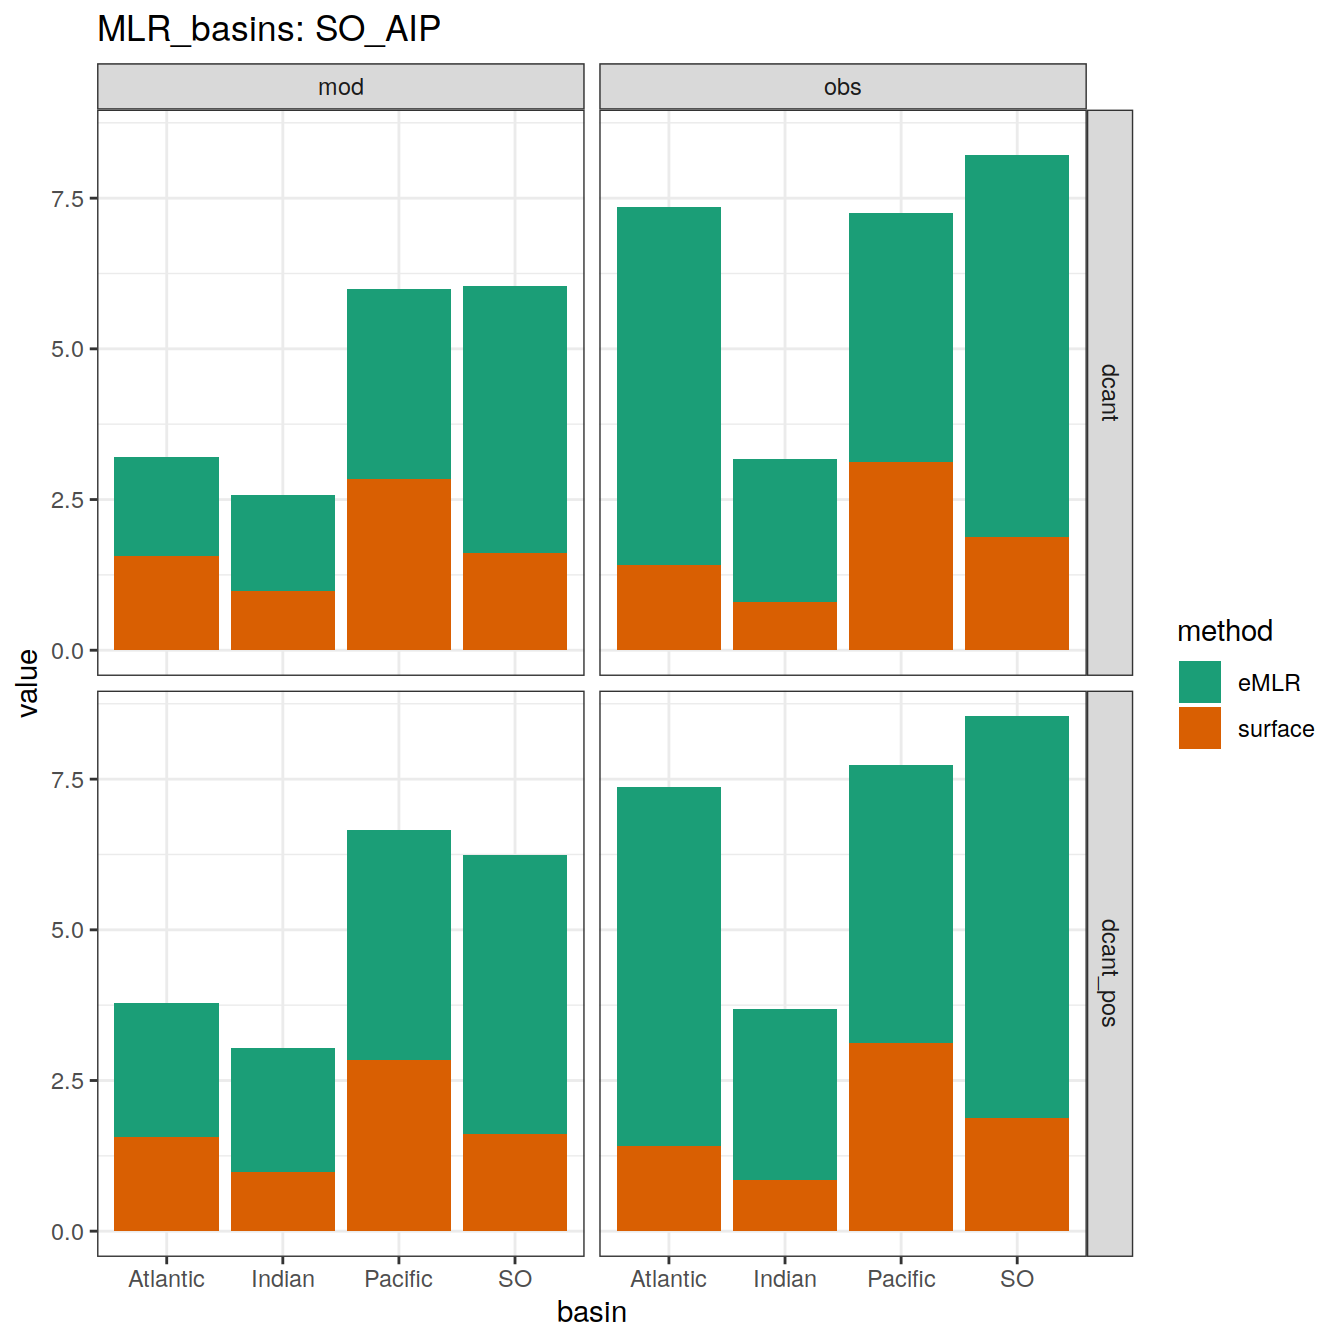 MLR_basins: SO_AIP
mod
obs
7.5
5.0
2.5
0.0
dcant
7.5
5.0
2.5
0.0
dcant_pos
value
Atlantic Indian Pacific SO
Atlantic Indian Pacific SO
basin
method
eMLR
surface